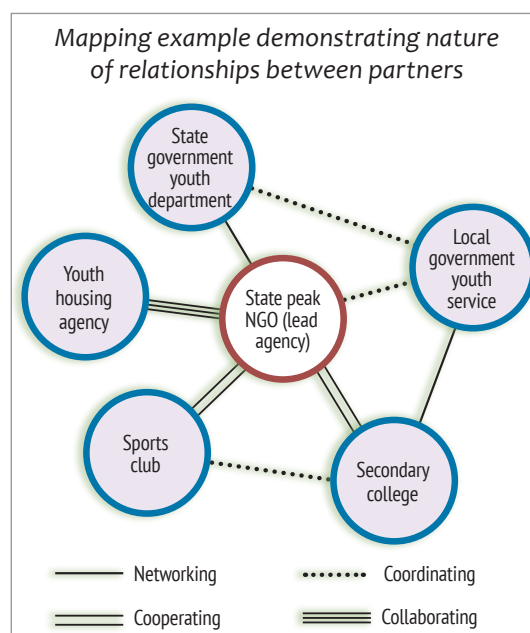 Mapping example demonstrating nature
of relationships between partners
State
government
youth
department
Local
government
youth
service
Youth
housing
agency
State peak
NGO (lead
agency)
Sports
club
Secondary
college
Networking
Coordinating
Cooperating
Collaborating